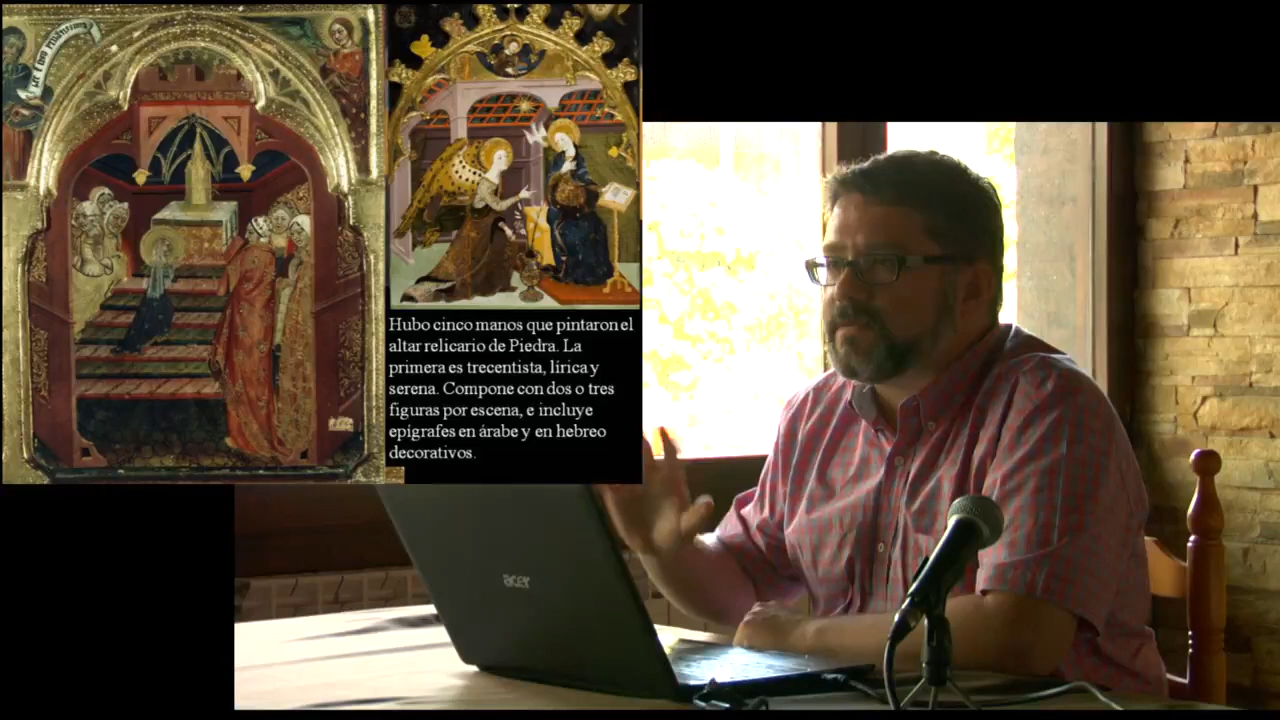 Hubo cinco manos que pintaron el
altar relicario de Piedra. La
primera es trecentista, lírica y
serena. Compone con dos o tres
figuras por escena, e incluye
epígrafes en árabe y en hebreo
decorativos.
acer